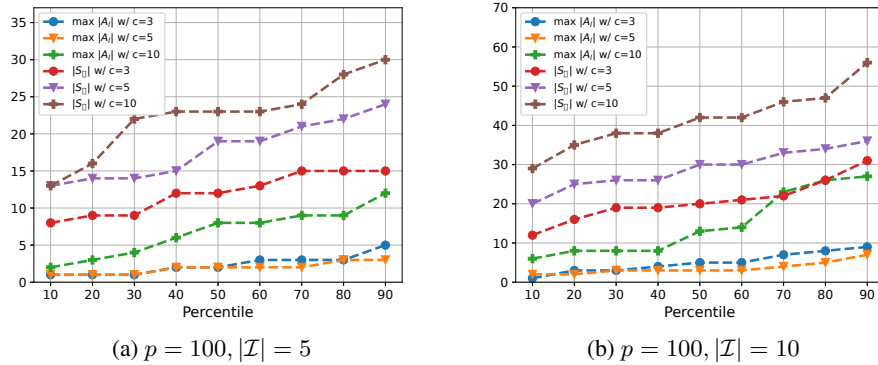 35
30
25
20
15
10
5
0
max |A_I| w/ c=3
max |A_I| w/ c=5
max |A_I| w/ c=10
|S_▯| w/ c=3
|S_▯| w/ c=5
|S_▯| w/ c=10
10 20 30 40 50 60 70 80 90
Percentile
(a) p = 100, |ℐ| = 5
70
60
50
40
30
20
10
0
max |A_I| w/ c=3
max |A_I| w/ c=5
max |A_I| w/ c=10
|S_▯| w/ c=3
|S_▯| w/ c=5
|S_▯| w/ c=10
10 20 30 40 50 60 70 80 90
Percentile
(b) p = 100, |ℐ| = 10